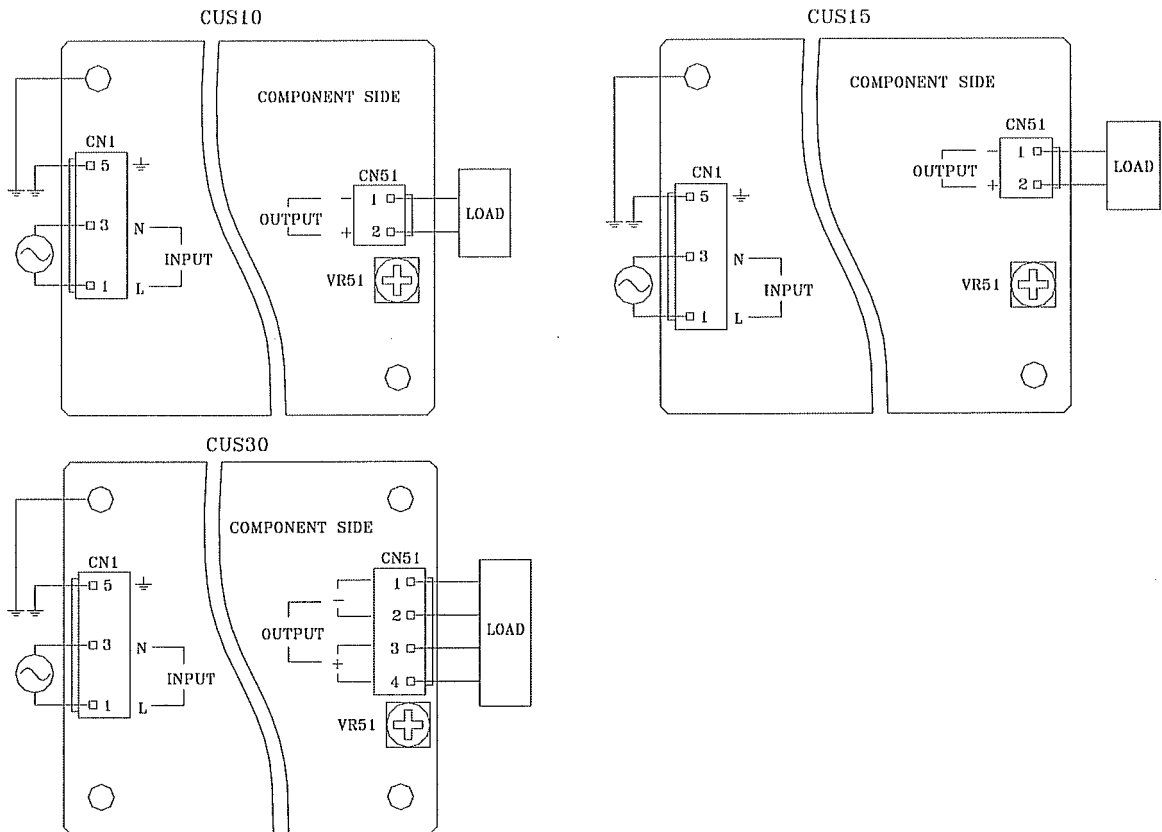 CUS10
COMPONENT SIDE
CN1
5
3 N
INPUT
1 L
CN51
− 1
OUTPUT
+ 2
LOAD
VR51
CUS15
COMPONENT SIDE
CN51
− 1
OUTPUT
+ 2
LOAD
CN1
5
3 N
INPUT
1 L
VR51
CUS30
COMPONENT SIDE
CN1
5
3 N
INPUT
1 L
CN51
1
−
2
OUTPUT
3
+
4
LOAD
VR51